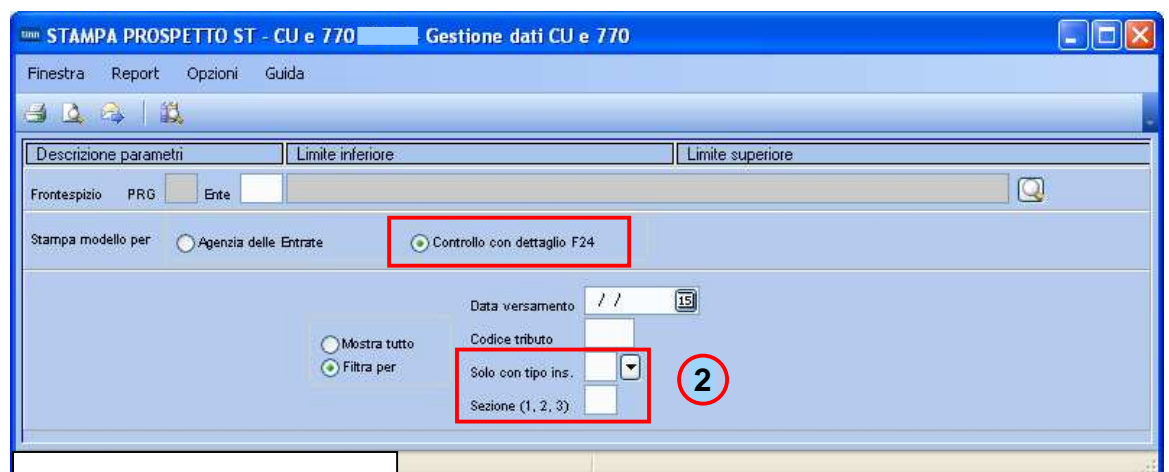 tinn STAMPA PROSPETTO ST - CU e 770 - Gestione dati CU e 770
Finestra Report Opzioni Guida
Descrizione parametri Limite inferiore Limite superiore
Frontespizio PRG Ente
Stampa modello per Agenzia delle Entrate Controllo con dettaglio F24
Data versamento / / 15
Mostra tutto Codice tributo
Filtra per Solo con tipo ins. 2
Sezione (1, 2, 3)